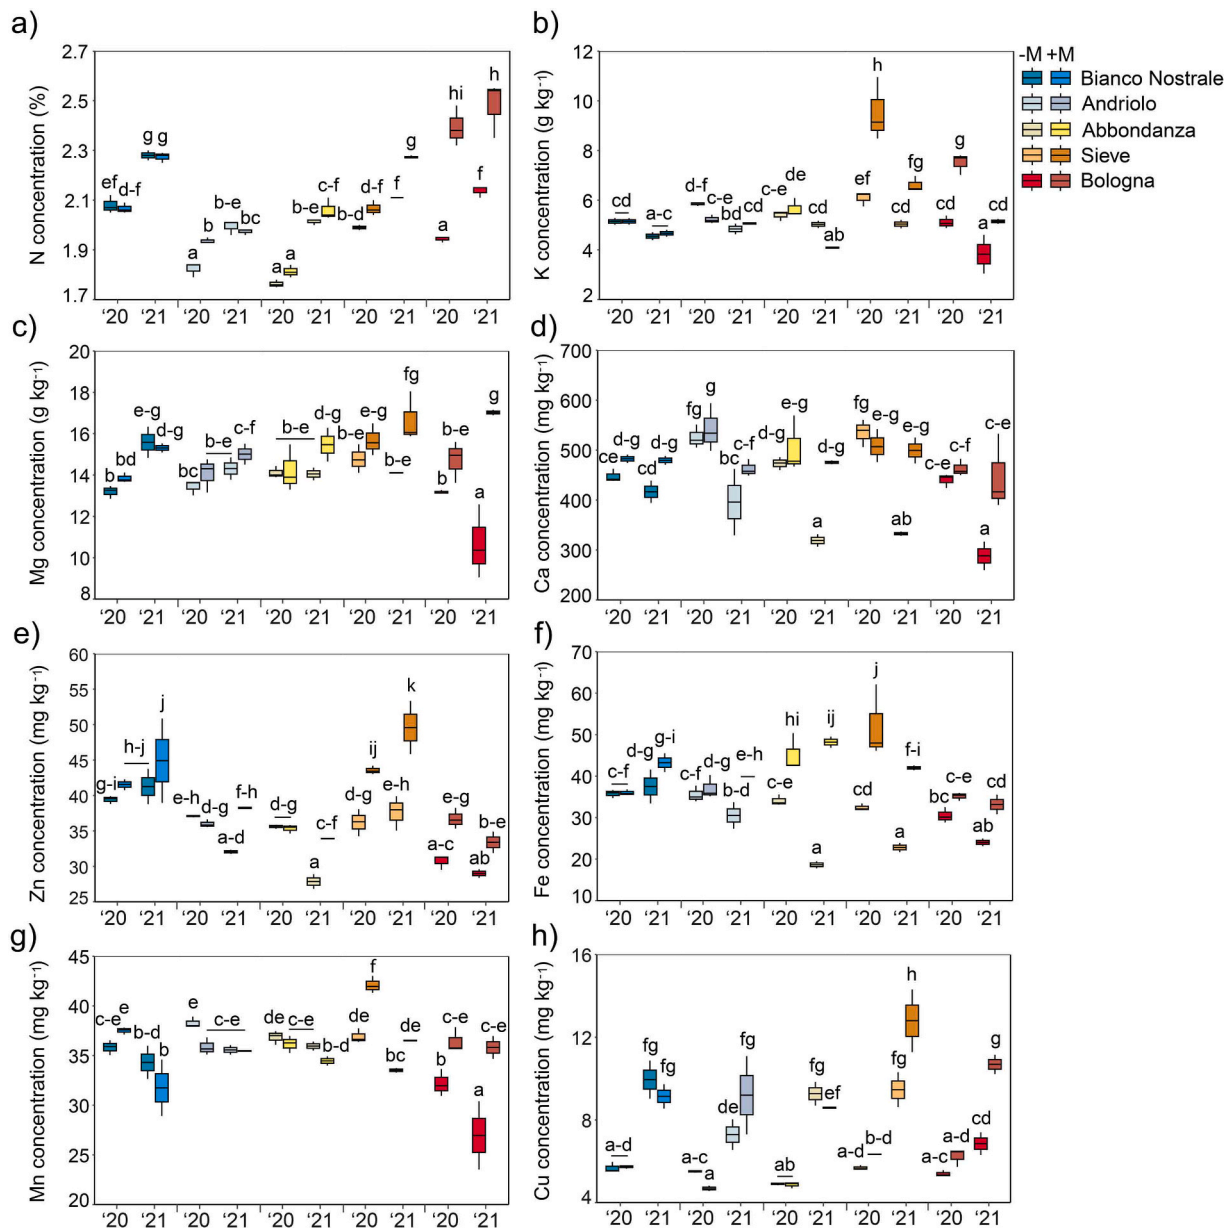 a)
N concentration (%)
2.7
2.5
2.3
2.1
1.9
1.7
ef d-f g g a b b-e bc a a b-e c-f b-d d-f f g a hi f h
‘20 ‘21 ‘20 ‘21 ‘20 ‘21 ‘20 ‘21 ‘20 ‘21
b)
K concentration (g kg⁻¹)
12
10
8
6
4
2
cd a-c d-f c-e bd cd c-e de cd ab ef h cd fg cd g a cd
‘20 ‘21 ‘20 ‘21 ‘20 ‘21 ‘20 ‘21 ‘20 ‘21
-M +M
Bianco Nostrale
Andriolo
Abbondanza
Sieve
Bologna
c)
Mg concentration (g kg⁻¹)
20
18
16
14
12
10
8
b bd e-g d-g bc b-e c-f b-e d-g b-e e-g b-e fg b b-e a g
‘20 ‘21 ‘20 ‘21 ‘20 ‘21 ‘20 ‘21 ‘20 ‘21
d)
Ca concentration (mg kg⁻¹)
700
600
500
400
300
200
ce d-g cd d-g fg g bc c-f d-g e-g a d-g fg e-g ab e-g c-e c-f a c-e
‘20 ‘21 ‘20 ‘21 ‘20 ‘21 ‘20 ‘21 ‘20 ‘21
e)
Zn concentration (mg kg⁻¹)
60
55
50
45
40
35
30
25
g-i h-j j e-h d-g a-d f-h d-g a c-f d-g ij e-h k a-c e-g ab b-e
‘20 ‘21 ‘20 ‘21 ‘20 ‘21 ‘20 ‘21 ‘20 ‘21
f)
Fe concentration (mg kg⁻¹)
70
60
50
40
30
20
10
c-f d-g g-i c-f d-g b-d e-h c-e hi a ij cd j a f-i bc c-e ab cd
‘20 ‘21 ‘20 ‘21 ‘20 ‘21 ‘20 ‘21 ‘20 ‘21
g)
Mn concentration (mg kg⁻¹)
45
40
35
30
25
20
c-e e b-d b e c-e de c-e b-d de f bc de b c-e a c-e
‘20 ‘21 ‘20 ‘21 ‘20 ‘21 ‘20 ‘21 ‘20 ‘21
h)
Cu concentration (mg kg⁻¹)
16
12
8
4
a-d fg fg a-c a de fg ab fg ef a-d b-d fg h a-c a-d cd g
‘20 ‘21 ‘20 ‘21 ‘20 ‘21 ‘20 ‘21 ‘20 ‘21